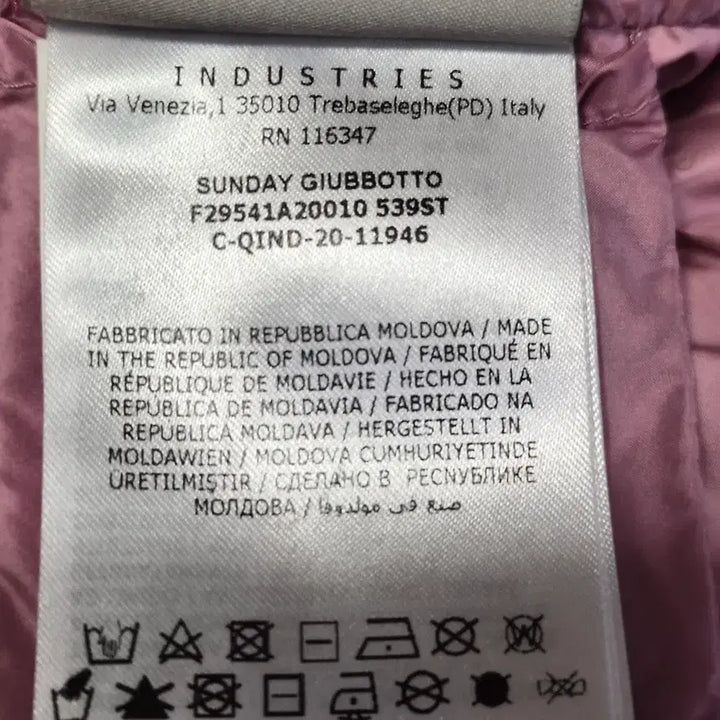 INDUSTRIES
Via Venezia,1 35010 Trebaseleghe(PD) Italy
RN 116347
SUNDAY GIUBBOTTO
F29541A20010 539ST
C-QIND-20-11946
FABBRICATO IN REPUBBLICA MOLDOVA / MADE
IN THE REPUBLIC OF MOLDOVA / FABRIQUÉ EN
RÉPUBLIQUE DE MOLDAVIE / HECHO EN LA
REPÚBLICA DE MOLDAVIA / FABRICADO NA
REPÚBLICA MOLDAVA / HERGESTELLT IN
MOLDAWIEN / MOLDOVA CUMHURIYETINDE
ÜRETILMIŞTIR / СДЕЛАНО В РЕСПУБЛИКЕ
МОЛДОВА / صنع في مولدوفا